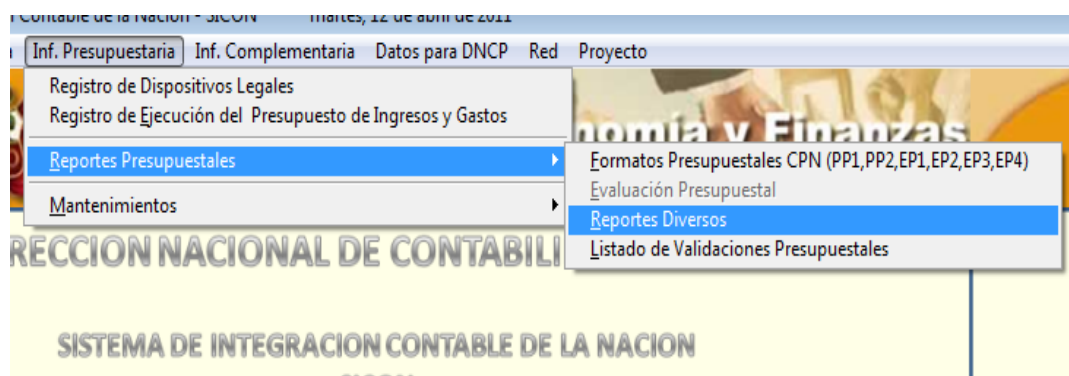 Contable de la Nación - SICON martes, 12 de abril de 2011
Inf. Presupuestaria Inf. Complementaria Datos para DNCP Red Proyecto
Registro de Dispositivos Legales
Registro de Ejecución del Presupuesto de Ingresos y Gastos
Reportes Presupuestales
Mantenimientos
Formatos Presupuestales CPN (PP1,PP2,EP1,EP2,EP3,EP4)
Evaluación Presupuestal
Reportes Diversos
Listado de Validaciones Presupuestales
nomía y Finanzas
RECCION NACIONAL DE CONTABILI
SISTEMA DE INTEGRACION CONTABLE DE LA NACION